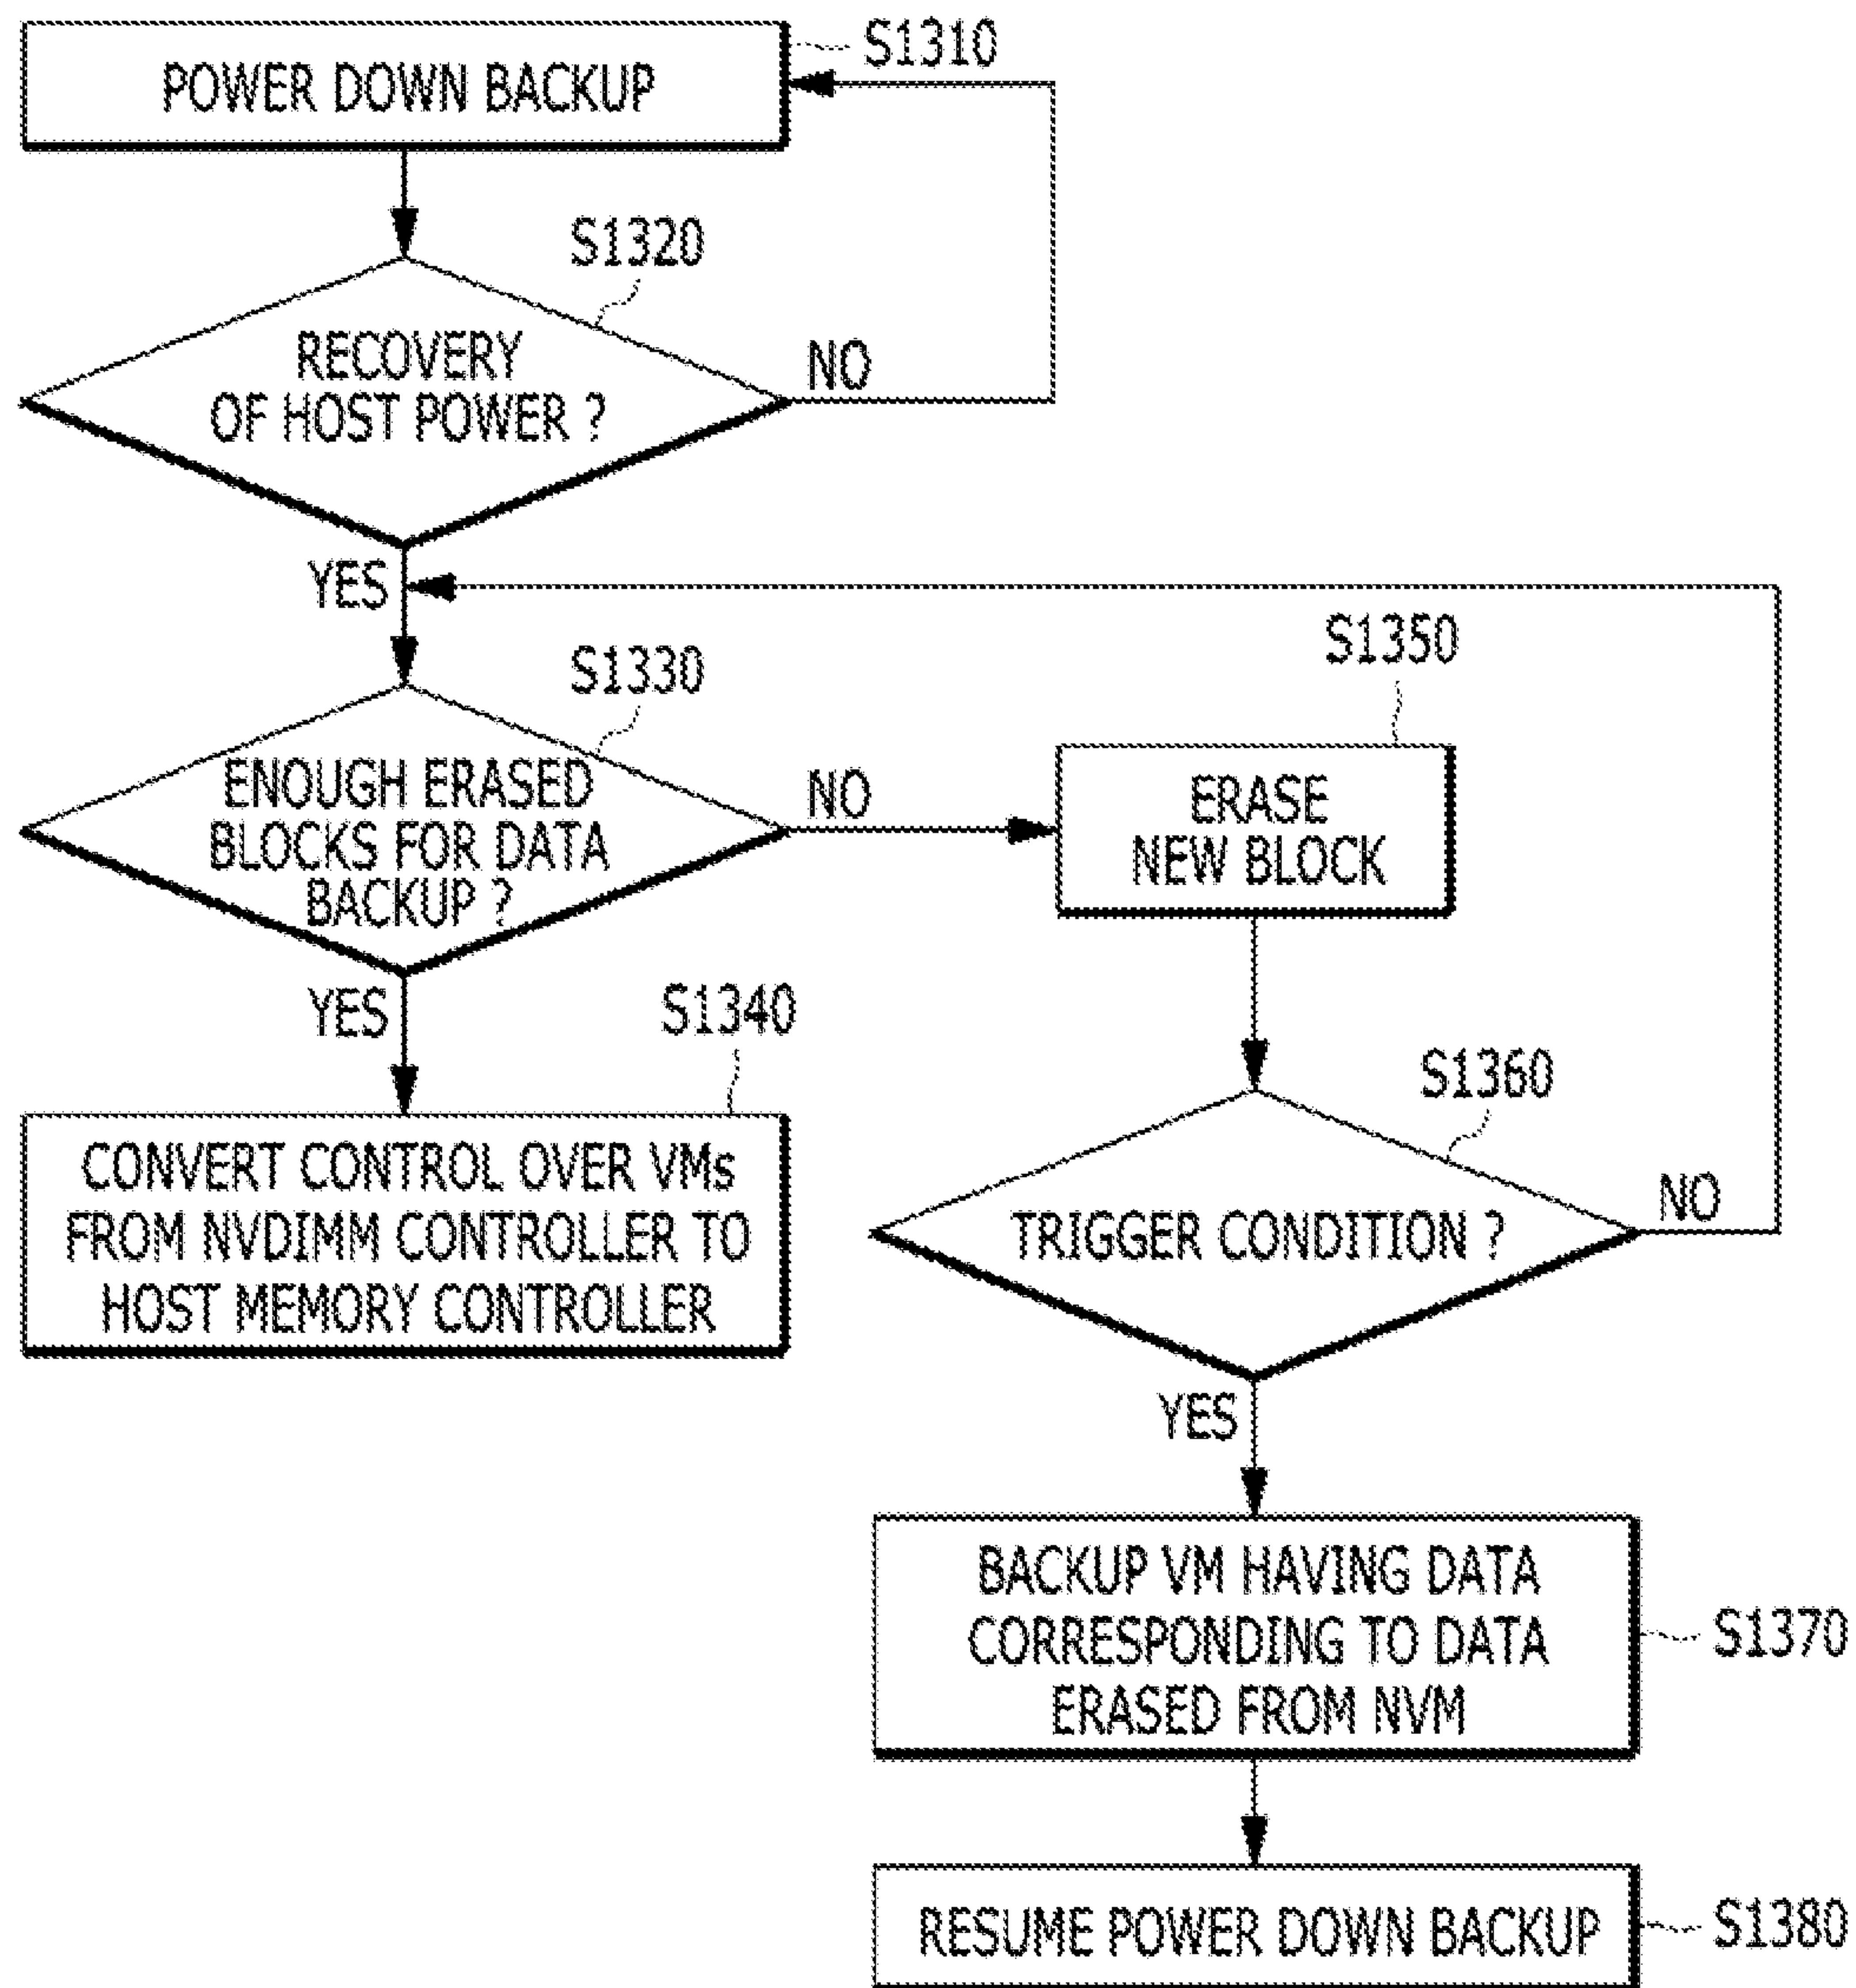 S1310
POWER DOWN BACKUP
S1320
RECOVERY
OF HOST POWER ?
NO
YES
S1330
ENOUGH ERASED
BLOCKS FOR DATA
BACKUP ?
NO
S1350
ERASE
NEW BLOCK
YES
S1340
CONVERT CONTROL OVER VMs
FROM NVDIMM CONTROLLER TO
HOST MEMORY CONTROLLER
S1360
TRIGGER CONDITION ?
NO
YES
BACKUP VM HAVING DATA
CORRESPONDING TO DATA
ERASED FROM NVM
S1370
RESUME POWER DOWN BACKUP
S1380